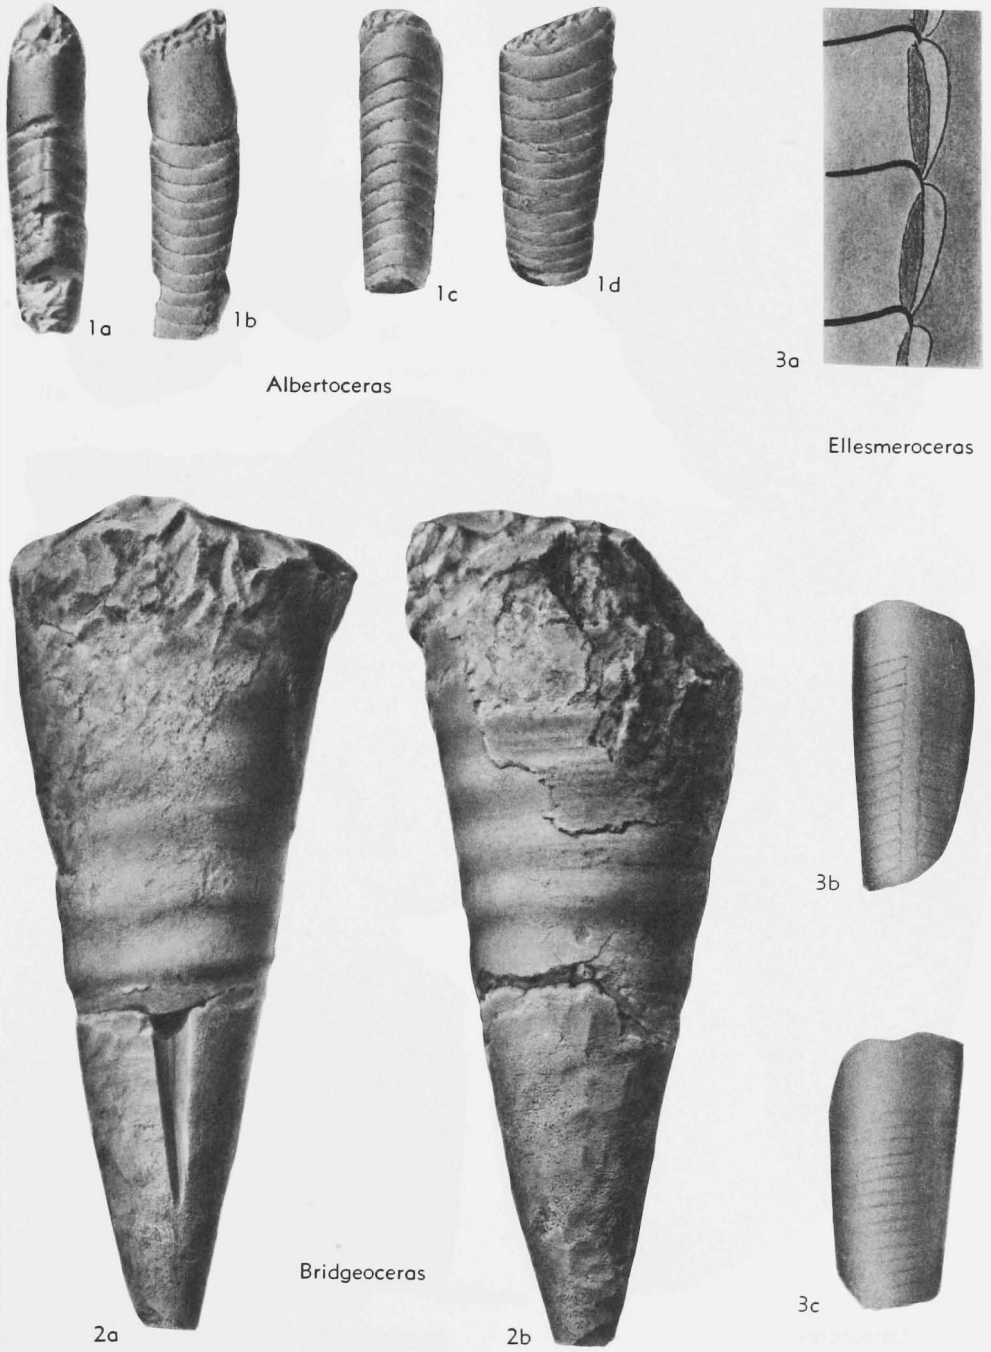 1a
1b
1c
1d
3a
Albertoceras
Ellesmeroceras
3b
Bridgeoceras
3c
2a
2b